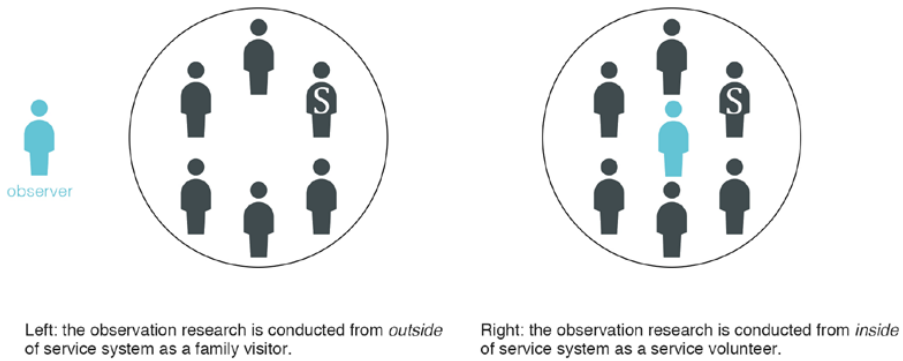 S
S
observer
Left: the observation research is conducted from outside
of service system as a family visitor.
Right: the observation research is conducted from inside
of service system as a service volunteer.